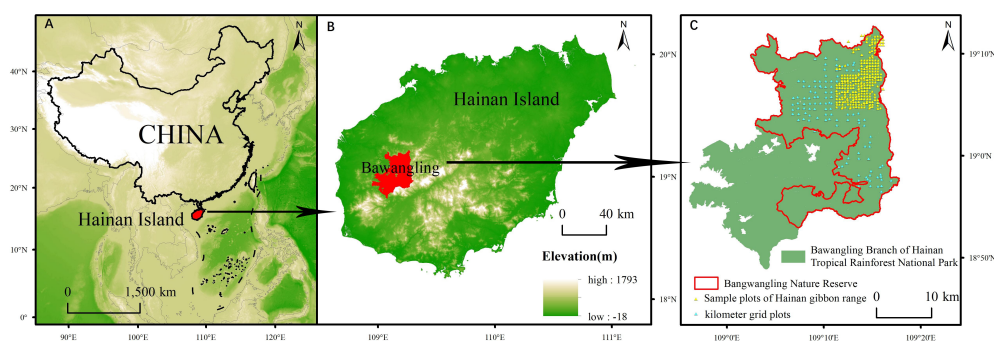 A
N
40°N
30°N
20°N
10°N
0°
CHINA
Hainan Island
0 1,500 km
85°E 90°E 100°E 110°E 120°E
B
N
Hainan Island
Bawangling
0 40 km
Elevation(m)
high : 1793
low : -18
20°N
19°N
18°N
109°E 110°E 111°E
C
N
19°10'N
19°0'N
18°50'N
Bawangling Branch of Hainan
Tropical Rainforest National Park
Bangwangling Nature Reserve
Sample plots of Hainan gibbon range
kilometer grid plots
0 10 km
109°0'E 109°10'E 109°20'E